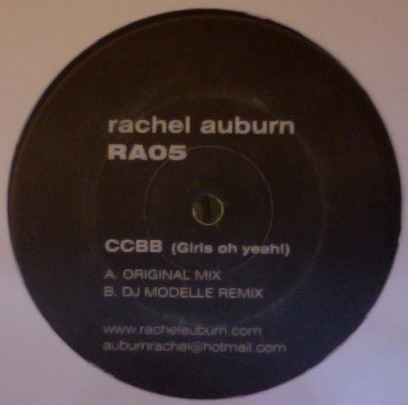 rachel auburn
RA05
CCBB (Girls oh yeah!)
A. ORIGINAL MIX
B. DJ MODELLE REMIX
www.rachelauburn.com
auburnrachel@hotmail.com